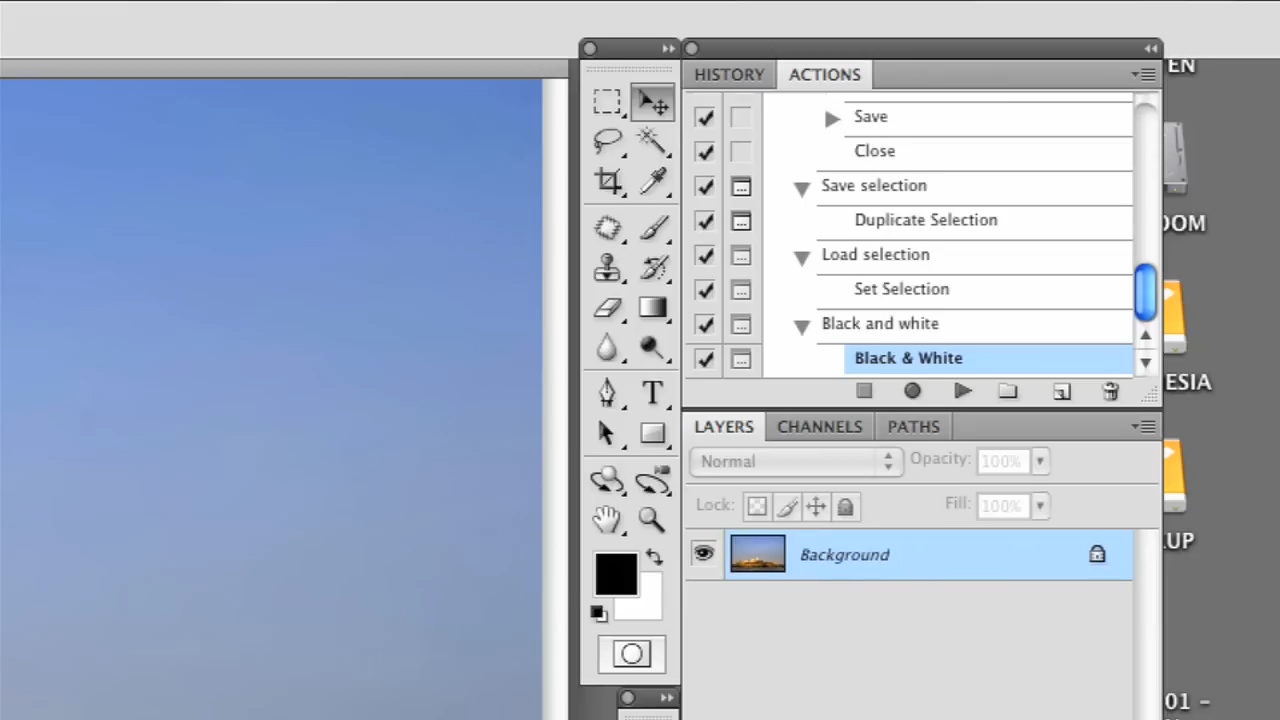 HISTORY
ACTIONS
EN
Save
Close
Save selection
OOM
Duplicate Selection
Load selection
Set Selection
Black and white
Black & White
ESIA
LAYERS
CHANNELS
PATHS
Normal
Opacity: 100%
Lock:
Fill: 100%
UP
Background
01 –
T